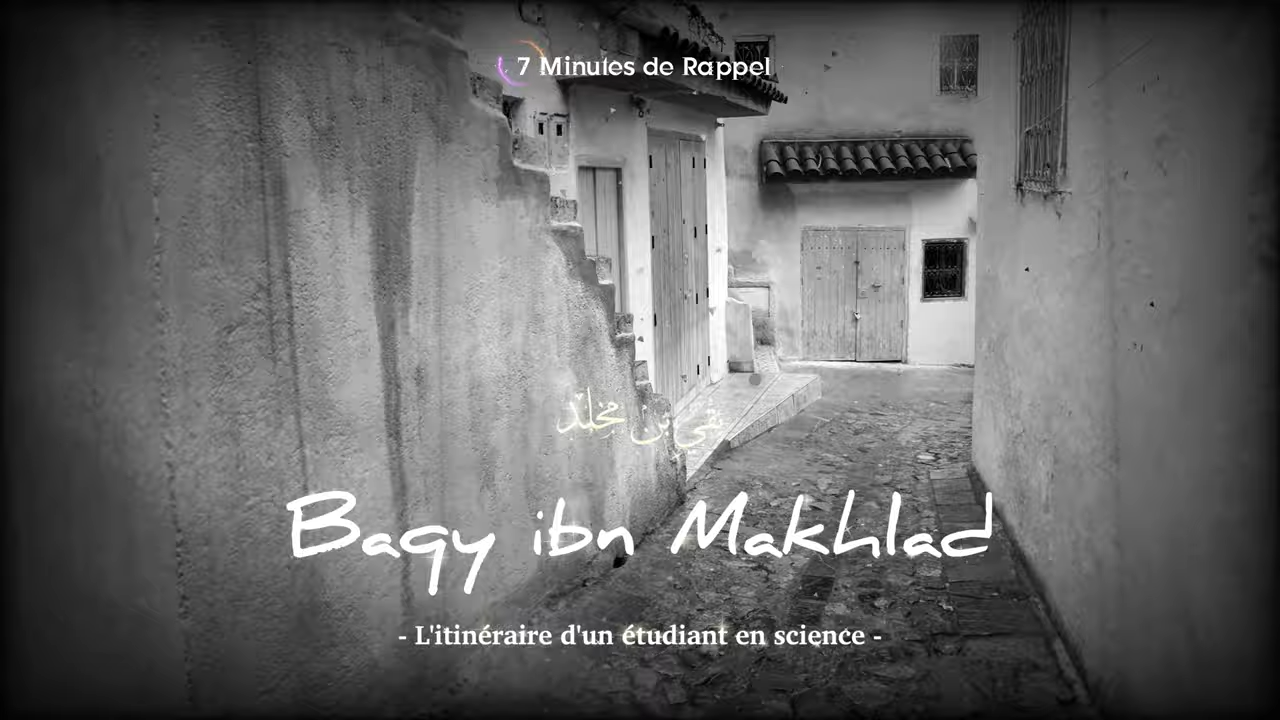 7 Minutes de Rappel
بقي بن مخلد
Baqy ibn Makhlad
- L'itinéraire d'un étudiant en science -